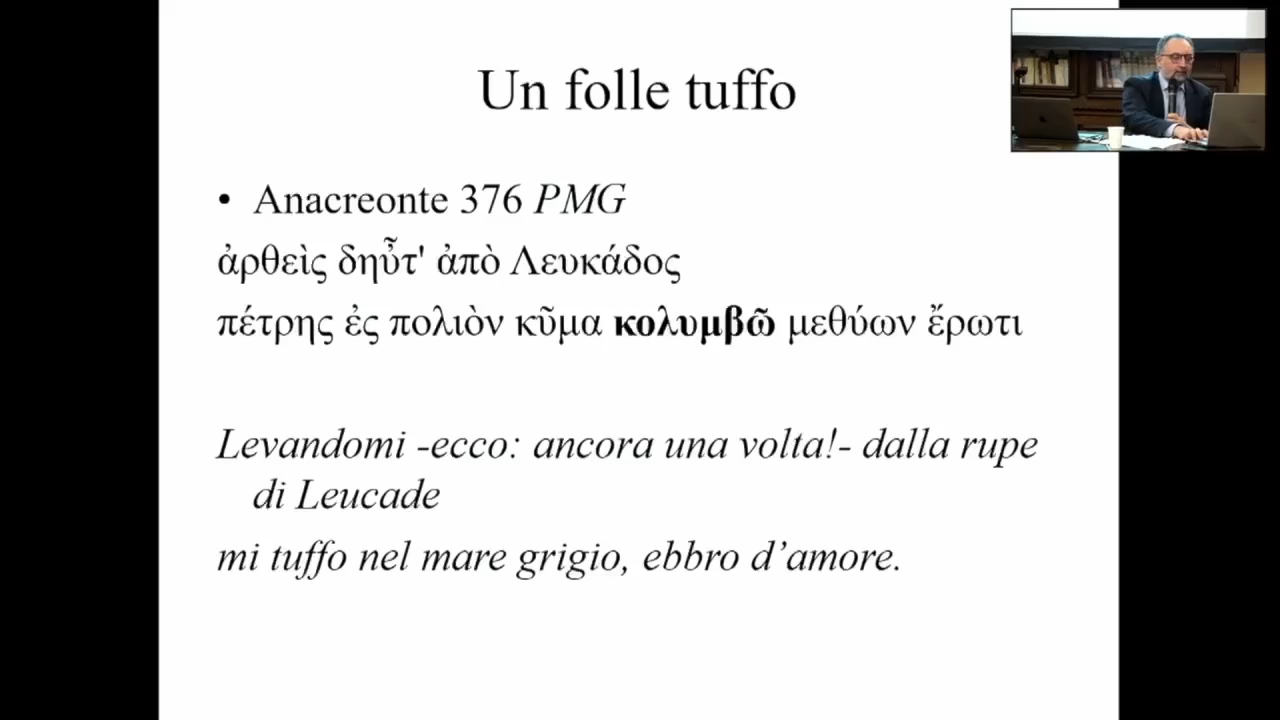 Un folle tuffo
• Anacreonte 376 PMG
ἀρθεὶς δηὖτ' ἀπὸ Λευκάδος
πέτρης ἐς πολιὸν κῦμα κολυμβῶ μεθύων ἔρωτι
Levandomi -ecco: ancora una volta!- dalla rupe
di Leucade
mi tuffo nel mare grigio, ebbro d’amore.